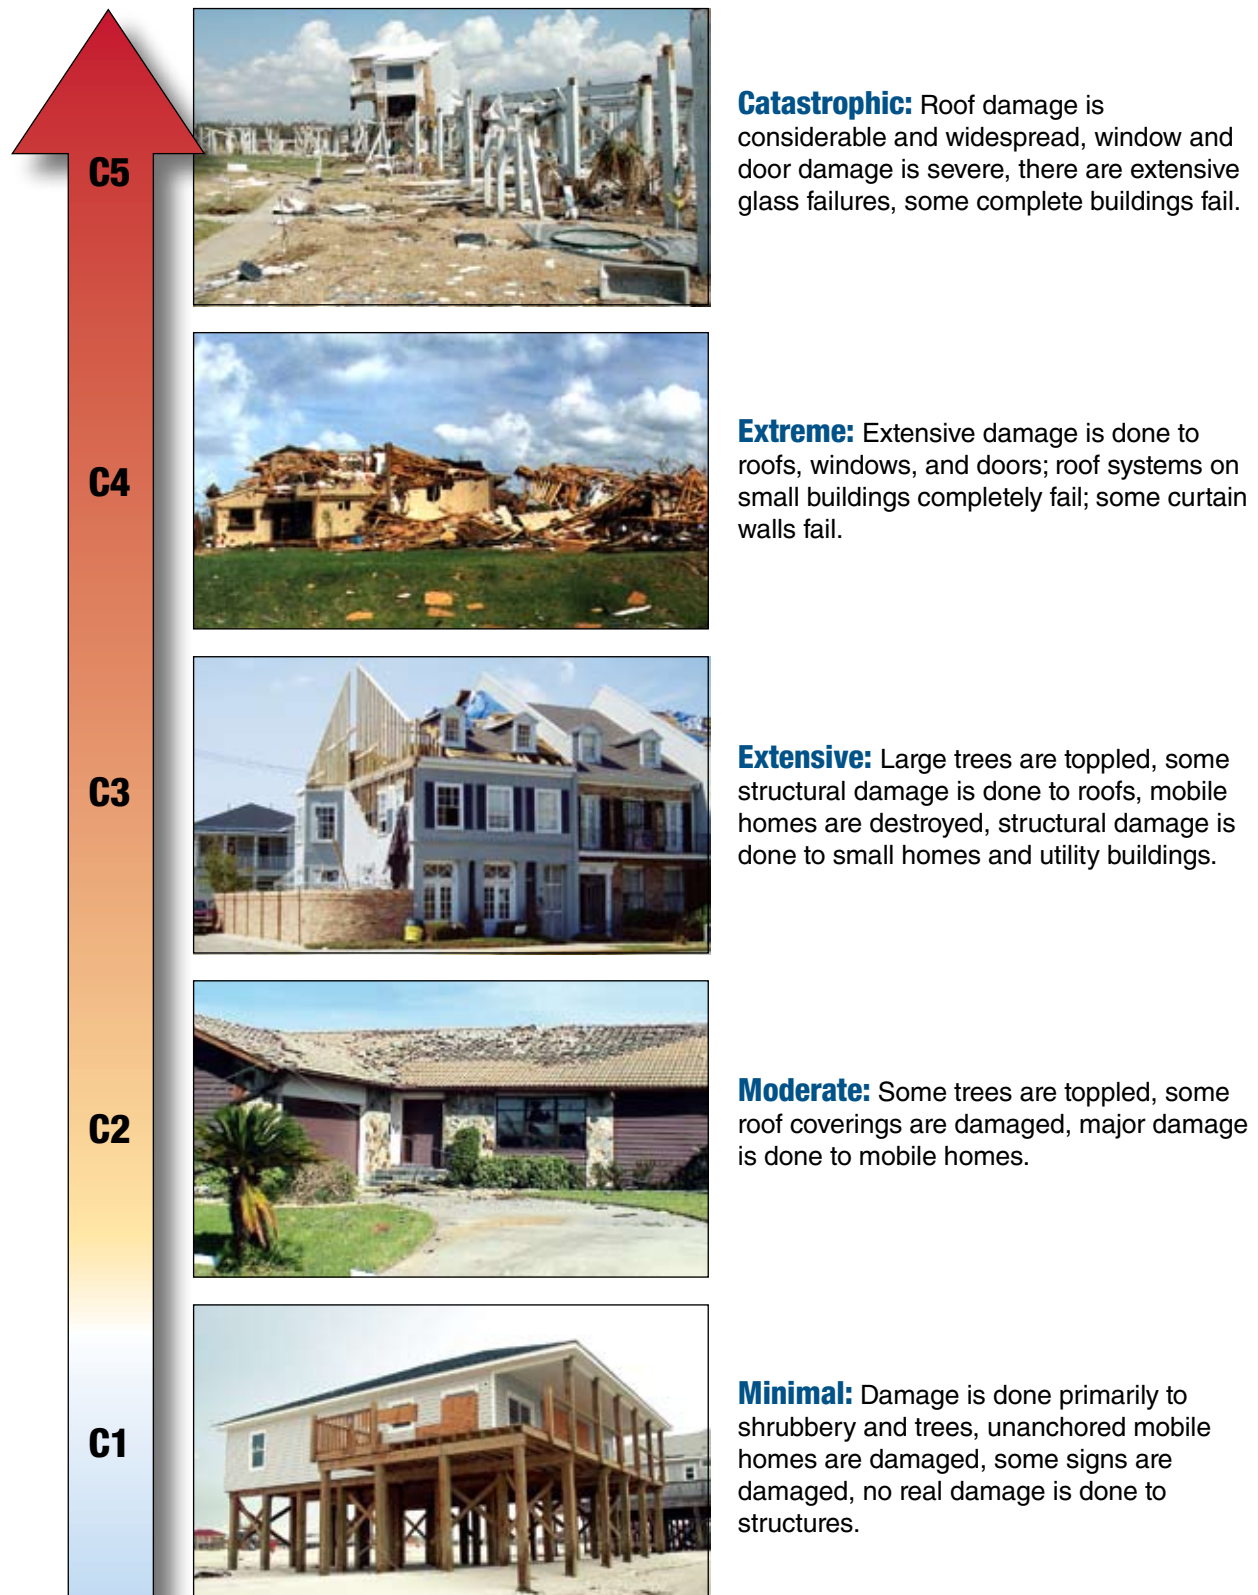 C5
Catastrophic: Roof damage is
considerable and widespread, window and
door damage is severe, there are extensive
glass failures, some complete buildings fail.
C4
Extreme: Extensive damage is done to
roofs, windows, and doors; roof systems on
small buildings completely fail; some curtain
walls fail.
C3
Extensive: Large trees are toppled, some
structural damage is done to roofs, mobile
homes are destroyed, structural damage is
done to small homes and utility buildings.
C2
Moderate: Some trees are toppled, some
roof coverings are damaged, major damage
is done to mobile homes.
C1
Minimal: Damage is done primarily to
shrubbery and trees, unanchored mobile
homes are damaged, some signs are
damaged, no real damage is done to
structures.